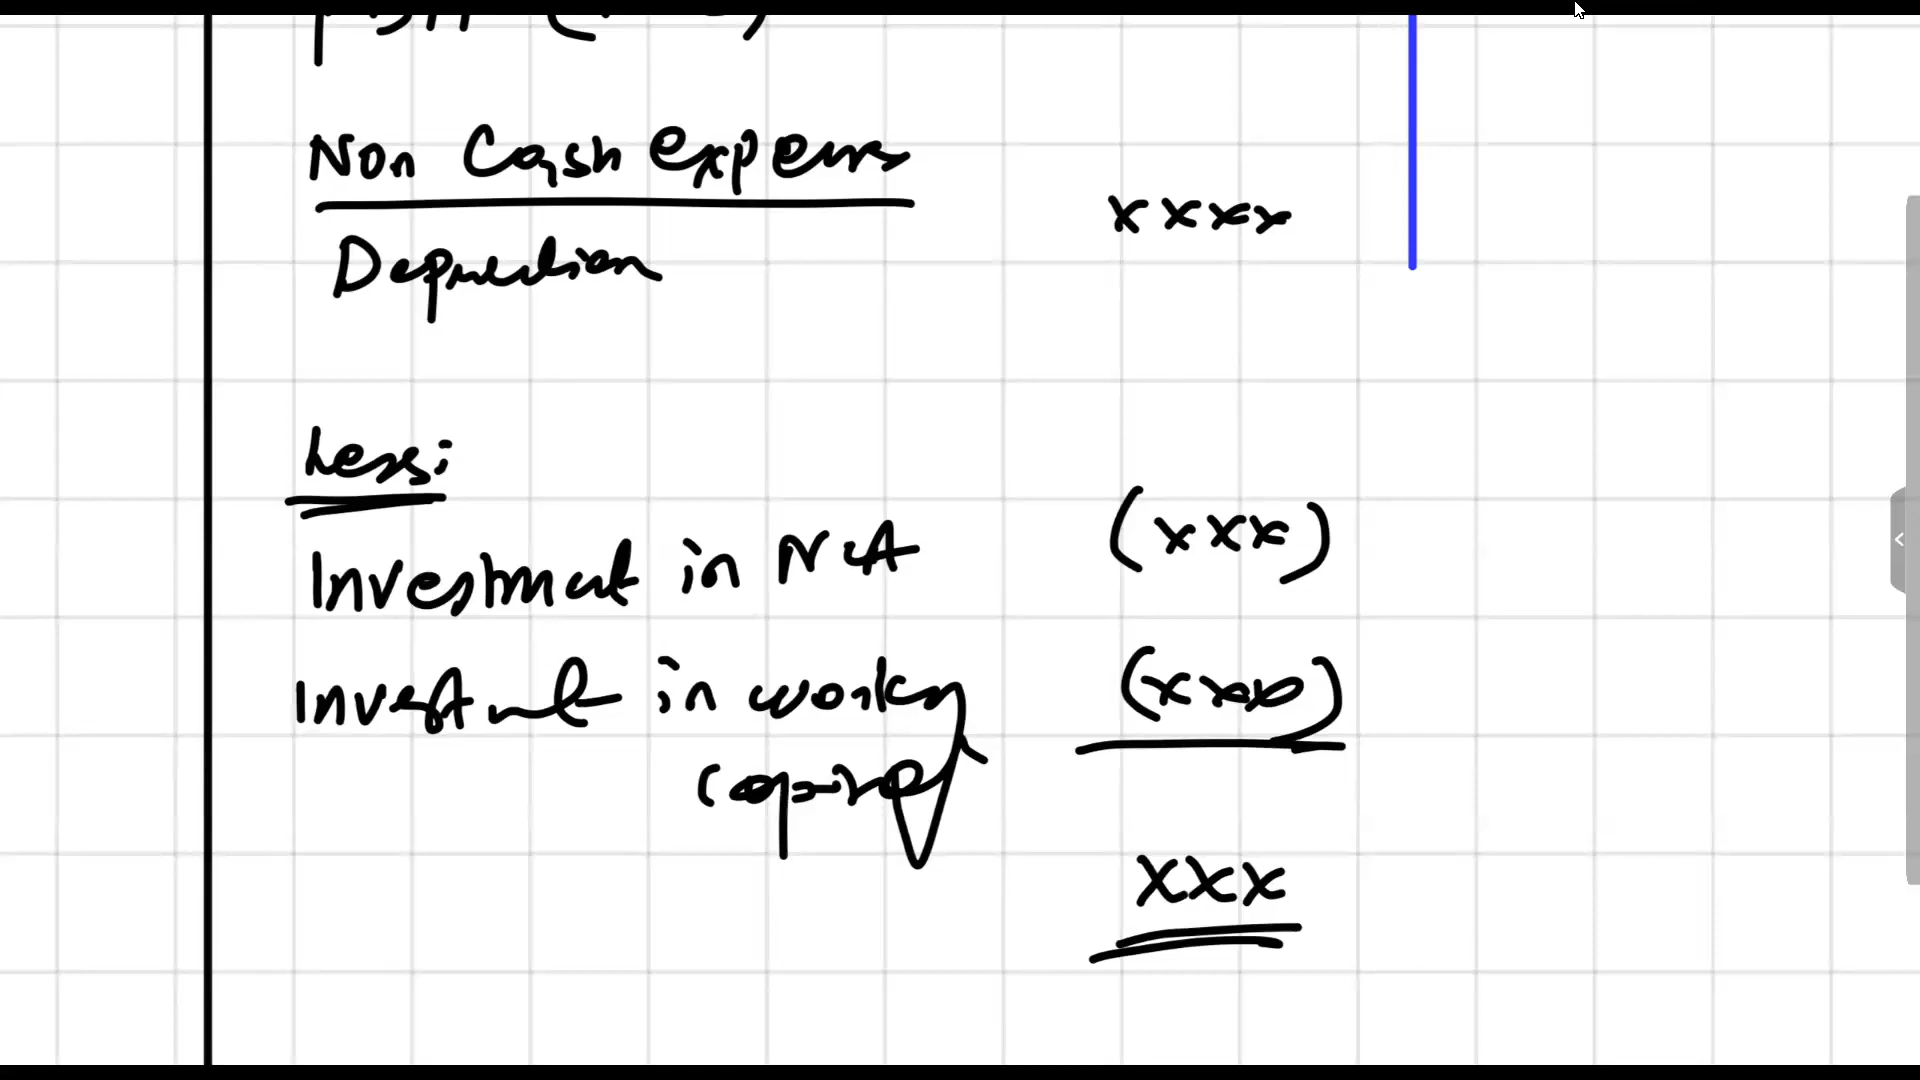 Non Cash expens
xxxx
Depreciation
Less:
Investment in NCA (xxx)
Investment in working (xxx)
capital
xxx